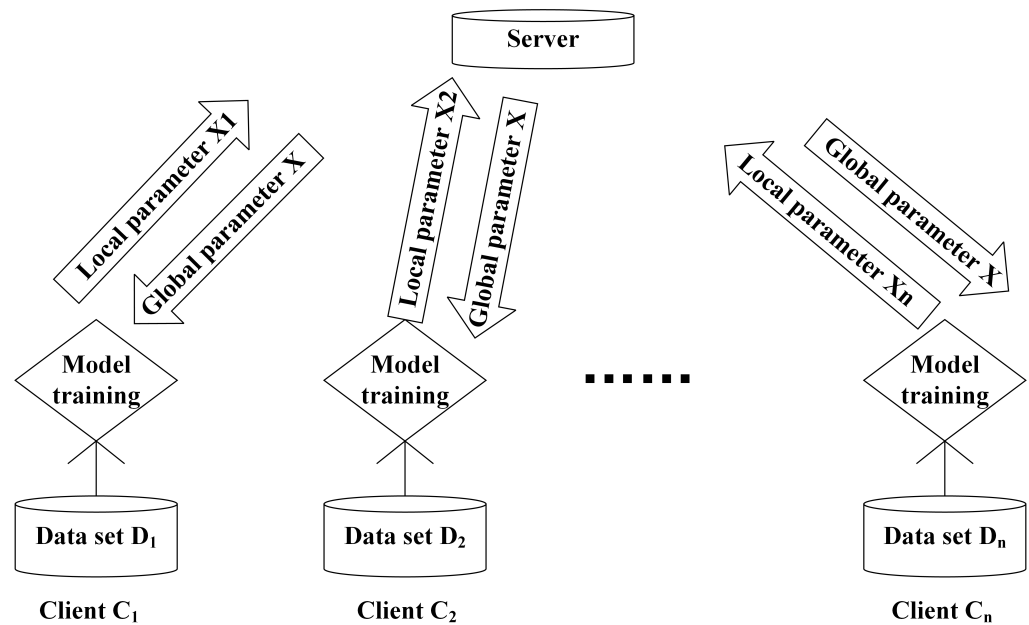 Server
Local parameter X1
Global parameter X
Local parameter X2
Global parameter X
Local parameter Xn
Global parameter X
Model
training
Model
training
......
Model
training
Data set D₁
Data set D₂
Data set Dₙ
Client C₁
Client C₂
Client Cₙ